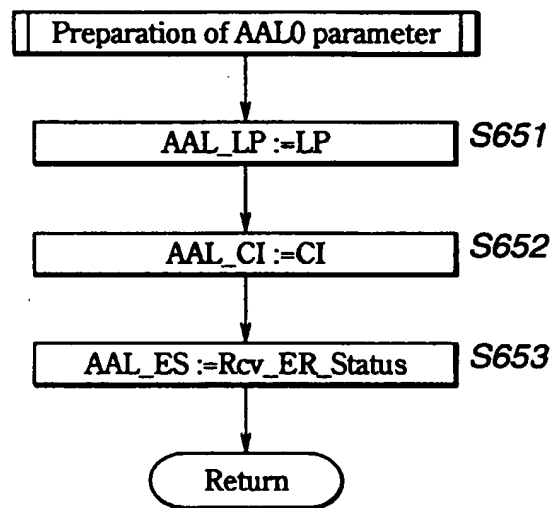 Preparation of AAL0 parameter
AAL_LP :=LP S651
AAL_CI :=CI S652
AAL_ES :=Rcv_ER_Status S653
Return